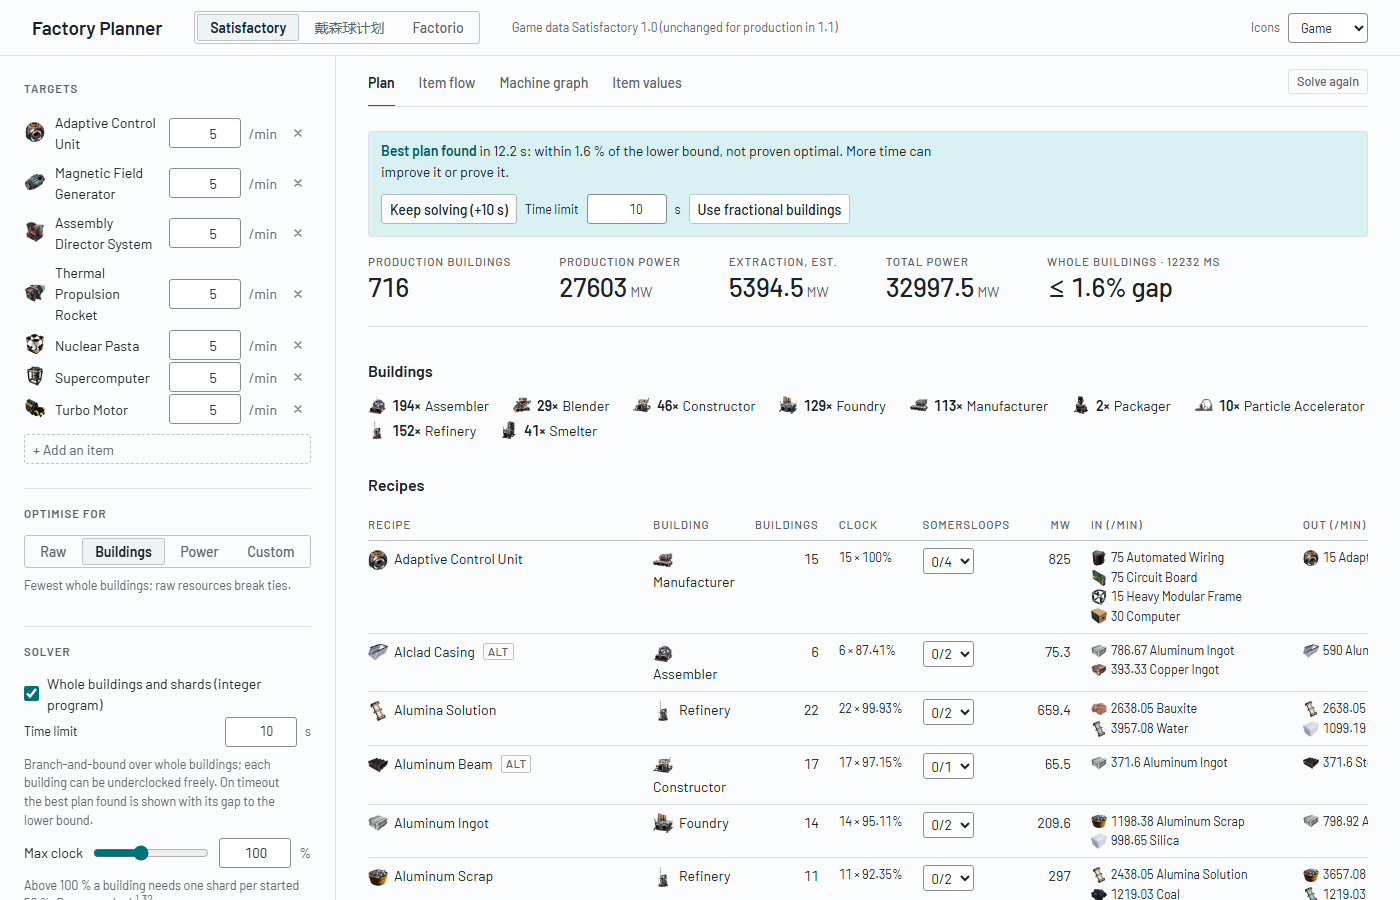 Factory Planner
Satisfactory
戴森球计划
Factorio
Game data Satisfactory 1.0 (unchanged for production in 1.1)
Icons
Game
TARGETS
Adaptive Control Unit
5 /min ×
Magnetic Field Generator
5 /min ×
Assembly Director System
5 /min ×
Thermal Propulsion Rocket
5 /min ×
Nuclear Pasta 5 /min ×
Supercomputer 5 /min ×
Turbo Motor 5 /min ×
+ Add an item
OPTIMISE FOR
Raw Buildings Power Custom
Fewest whole buildings; raw resources break ties.
SOLVER
Whole buildings and shards (integer
program)
Time limit 10 s
Branch-and-bound over whole buildings; each
building can be underclocked freely. On timeout
the best plan found is shown with its gap to the
lower bound.
Max clock 100 %
Above 100 % a building needs one shard per started
Plan Item flow Machine graph Item values
Solve again
Best plan found in 12.2 s: within 1.6 % of the lower bound, not proven optimal. More time can
improve it or prove it.
Keep solving (+10 s) Time limit 10 s Use fractional buildings
PRODUCTION BUILDINGS
716
PRODUCTION POWER
27603 MW
EXTRACTION, EST.
5394.5 MW
TOTAL POWER
32997.5 MW
WHOLE BUILDINGS · 12232 MS
≤ 1.6% gap
Buildings
194× Assembler 29× Blender 46× Constructor 129× Foundry 113× Manufacturer 2× Packager 10× Particle Accelerator
152× Refinery 41× Smelter
Recipes
RECIPE BUILDING BUILDINGS CLOCK SOMERSLOOPS MW IN (/MIN) OUT (/MIN)
Adaptive Control Unit Manufacturer 15 15 × 100% 0/4 825
75 Automated Wiring
75 Circuit Board
15 Heavy Modular Frame
30 Computer
15 Adapt
Alclad Casing ALT Assembler 6 6 × 87.41% 0/2 75.3
786.67 Aluminum Ingot
393.33 Copper Ingot
590 Alun
Alumina Solution Refinery 22 22 × 99.93% 0/2 659.4
2638.05 Bauxite
3957.08 Water
2638.05
1099.19
Aluminum Beam ALT Constructor 17 17 × 97.15% 0/1 65.5
371.6 Aluminum Ingot
371.6 St
Aluminum Ingot Foundry 14 14 × 95.11% 0/2 209.6
1198.38 Aluminum Scrap
998.65 Silica
798.92 A
Aluminum Scrap Refinery 11 11 × 92.35% 0/2 297
2438.05 Alumina Solution
1219.03 Coal
3657.08
1219.03